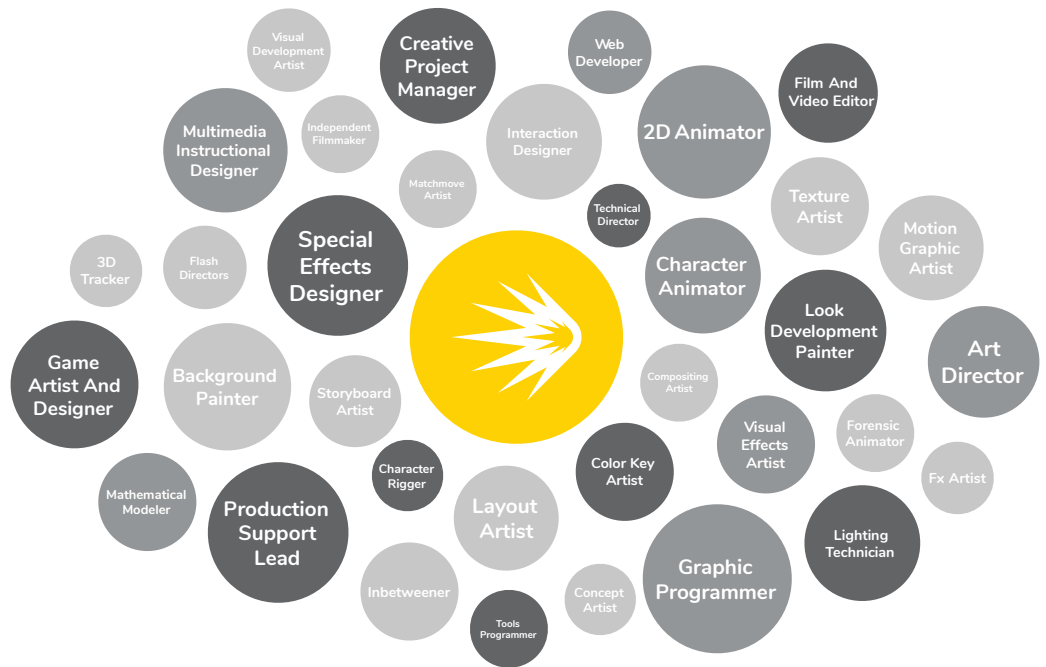 Visual
Development
Artist
Creative
Project
Manager
Web
Developer
Film And
Video Editor
Multimedia
Instructional
Designer
Independent
Filmmaker
Interaction
Designer
2D Animator
Matchmove
Artist
Technical
Director
Texture
Artist
Motion
Graphic
Artist
3D
Tracker
Flash
Directors
Special
Effects
Designer
Character
Animator
Look
Development
Painter
Art
Director
Game
Artist And
Designer
Background
Painter
Storyboard
Artist
Compositing
Artist
Visual
Effects
Artist
Forensic
Animator
Fx Artist
Mathematical
Modeler
Production
Support
Lead
Character
Rigger
Layout
Artist
Color Key
Artist
Graphic
Programmer
Lighting
Technician
Inbetweener
Tools
Programmer
Concept
Artist